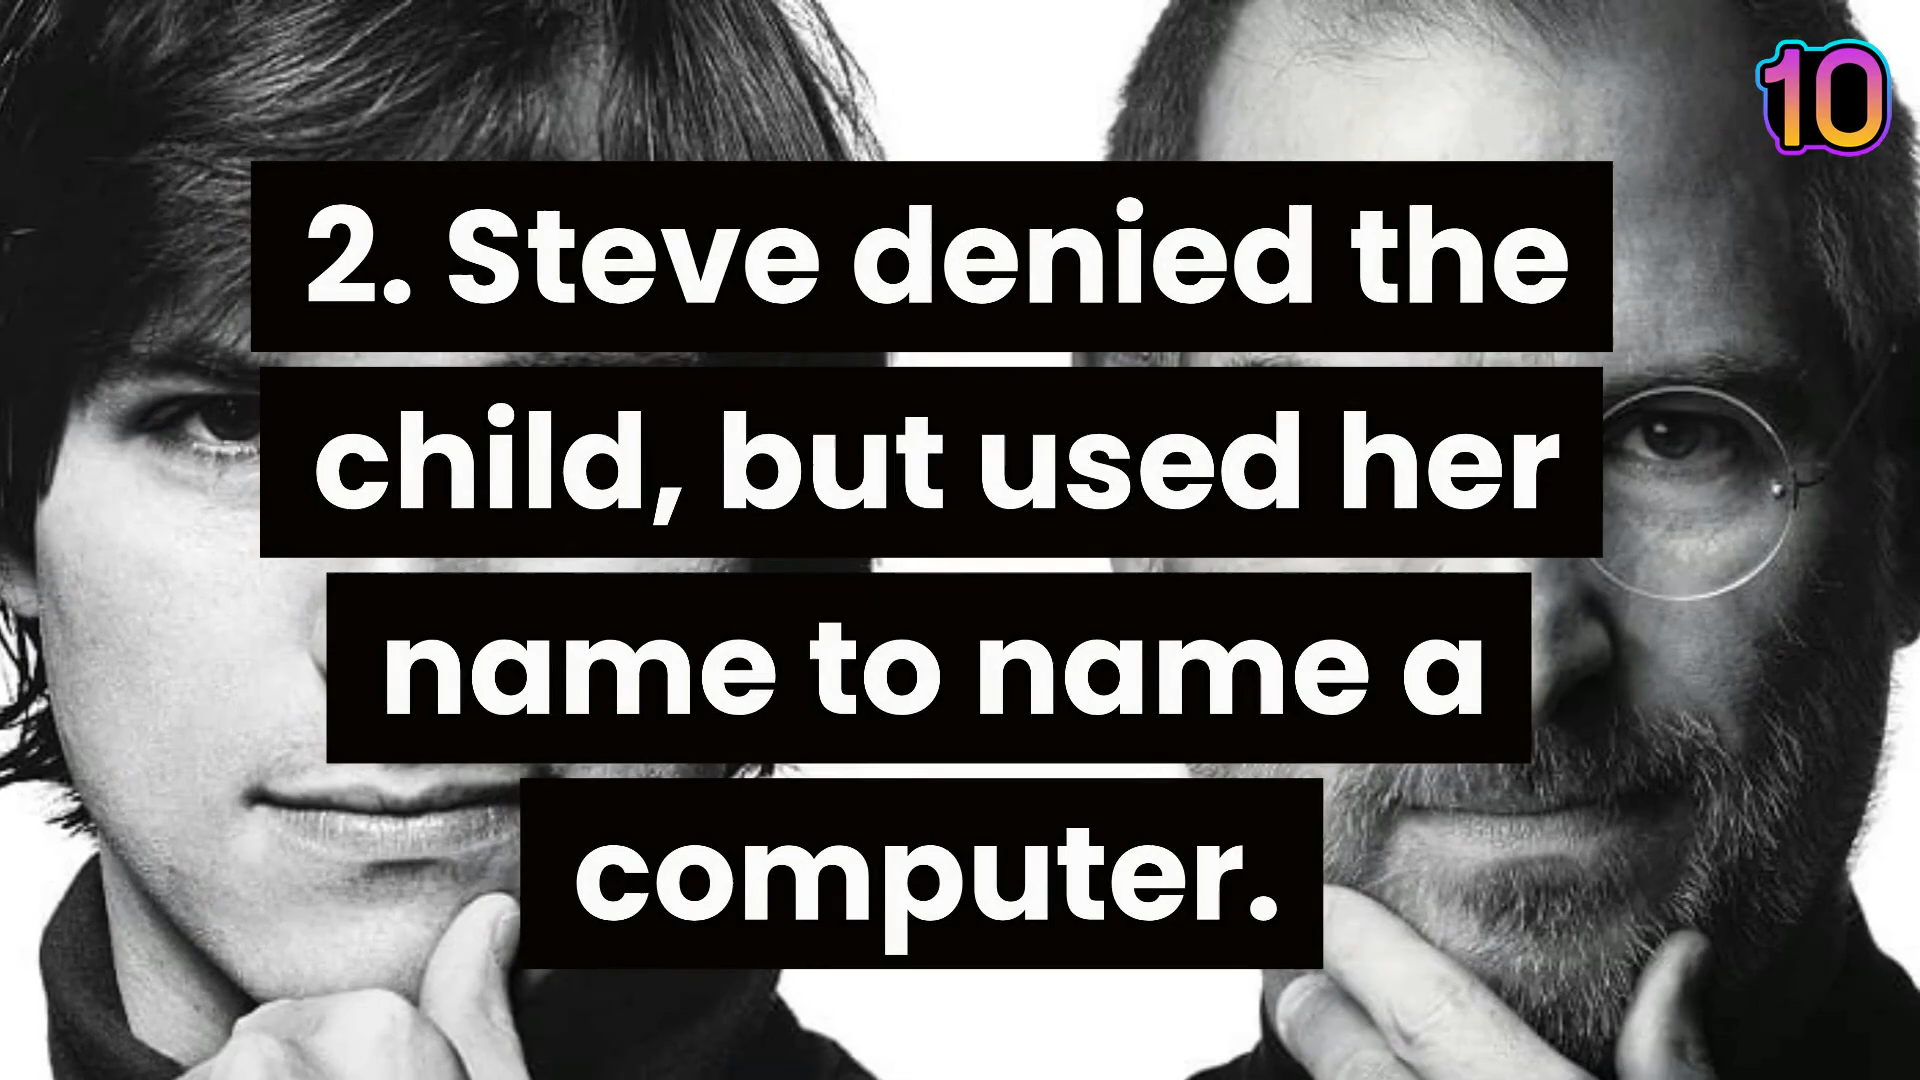 10
2. Steve denied the
child, but used her
name to name a
computer.